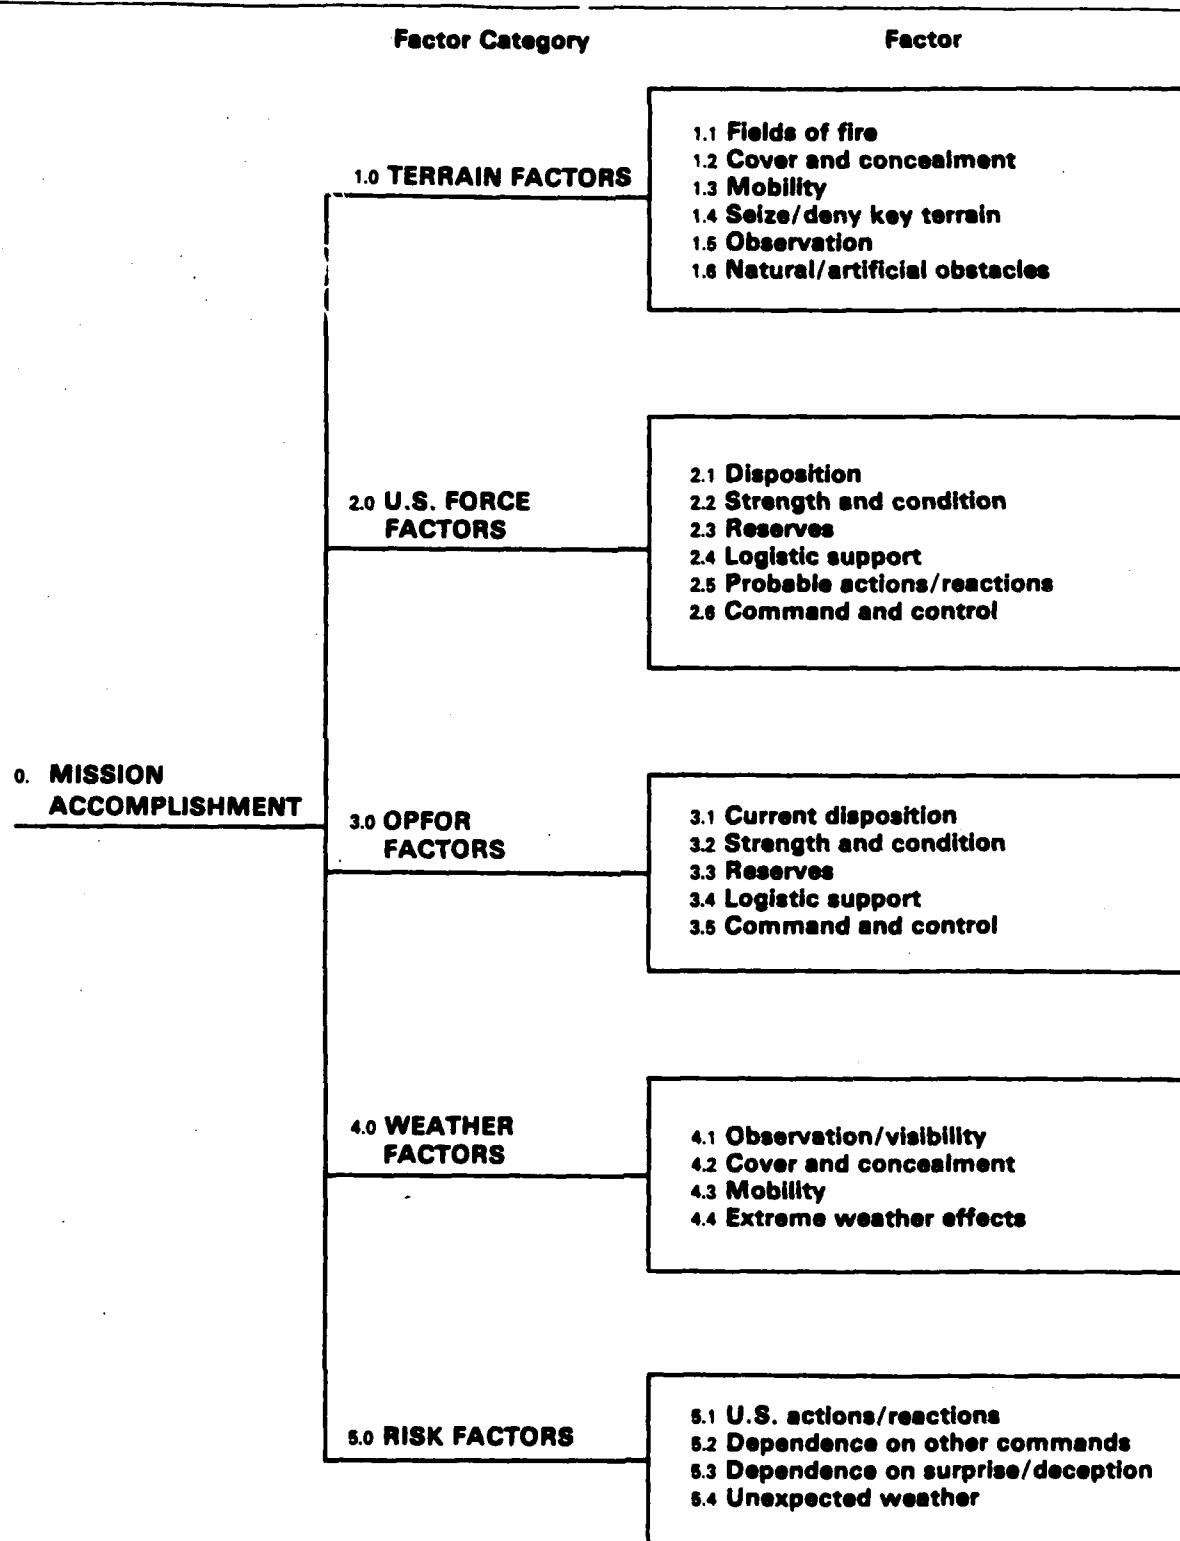 Factor Category
Factor
1.0 TERRAIN FACTORS
1.1 Fields of fire
1.2 Cover and concealment
1.3 Mobility
1.4 Seize/deny key terrain
1.5 Observation
1.6 Natural/artificial obstacles
2.0 U.S. FORCE
FACTORS
2.1 Disposition
2.2 Strength and condition
2.3 Reserves
2.4 Logistic support
2.5 Probable actions/reactions
2.6 Command and control
0. MISSION
ACCOMPLISHMENT
3.0 OPFOR
FACTORS
3.1 Current disposition
3.2 Strength and condition
3.3 Reserves
3.4 Logistic support
3.5 Command and control
4.0 WEATHER
FACTORS
4.1 Observation/visibility
4.2 Cover and concealment
4.3 Mobility
4.4 Extreme weather effects
5.0 RISK FACTORS
5.1 U.S. actions/reactions
5.2 Dependence on other commands
5.3 Dependence on surprise/deception
5.4 Unexpected weather